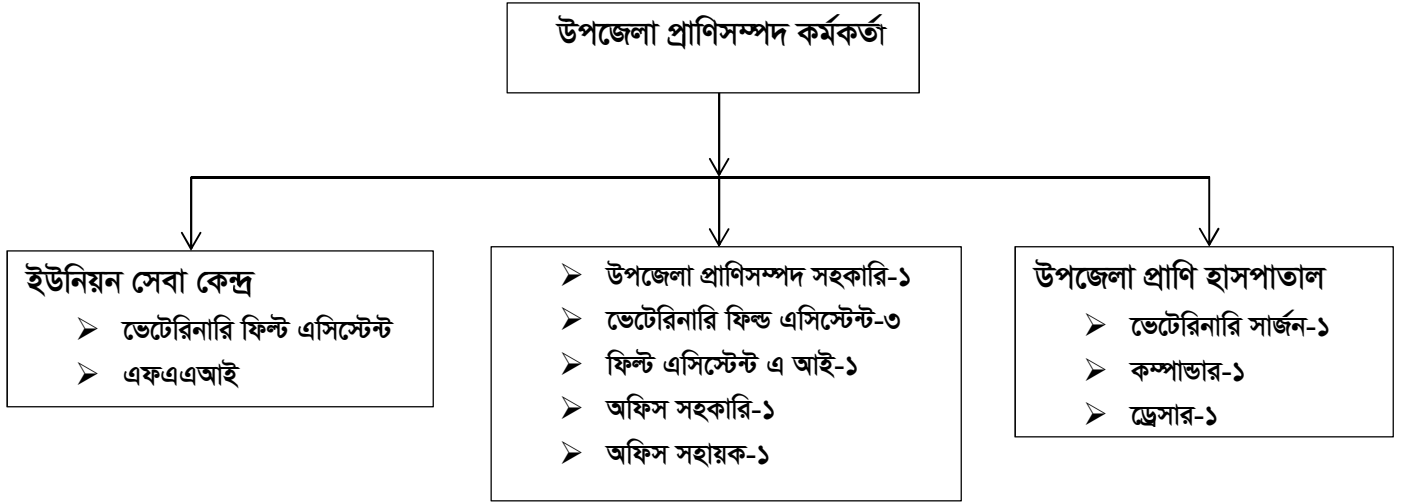 উপজেলা প্রাণিসম্পদ কর্মকর্তা
ইউনিয়ন সেবা কেন্দ্র
➢ ভেটেরিনারি ফিল্ট এসিস্টেন্ট
➢ এফএএআই
➢ উপজেলা প্রাণিসম্পদ সহকারি-১
➢ ভেটেরিনারি ফিল্ড এসিস্টেন্ট-৩
➢ ফিল্ট এসিস্টেন্ট এ আই-১
➢ অফিস সহকারি-১
➢ অফিস সহায়ক-১
উপজেলা প্রাণি হাসপাতাল
➢ ভেটেরিনারি সার্জন-১
➢ কম্পান্ডার-১
➢ ড্রেসার-১